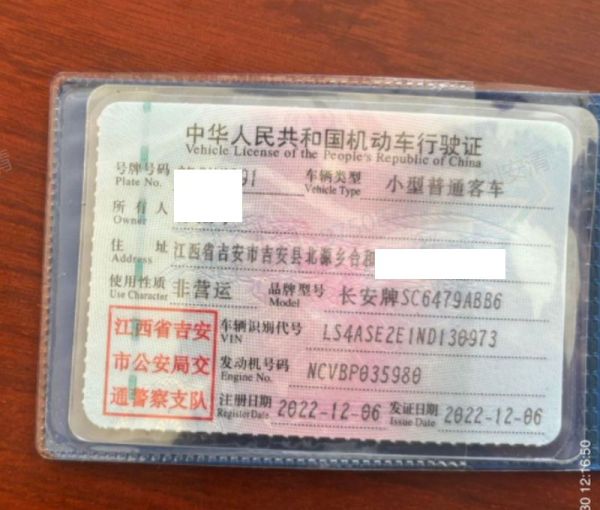 中华人民共和国机动车行驶证
Vehicle License of the People's Republic of China
号牌号码 91 车辆类型 小型普通客车
Plate No. Vehicle Type
所有人
Owner
住址 江西省吉安市吉安县北源乡合
Address
使用性质 非营运 品牌型号 长安牌SC6479ABB6
Use Character Model
江西省吉安 车辆识别代号 LS4ASE2E1ND130973
VIN
市公安局交 发动机号码 NCVBP035980
Engine No.
通警察支队 注册日期 2022-12-06 发证日期 2022-12-06
Register Date Issue Date
30 12:16:50